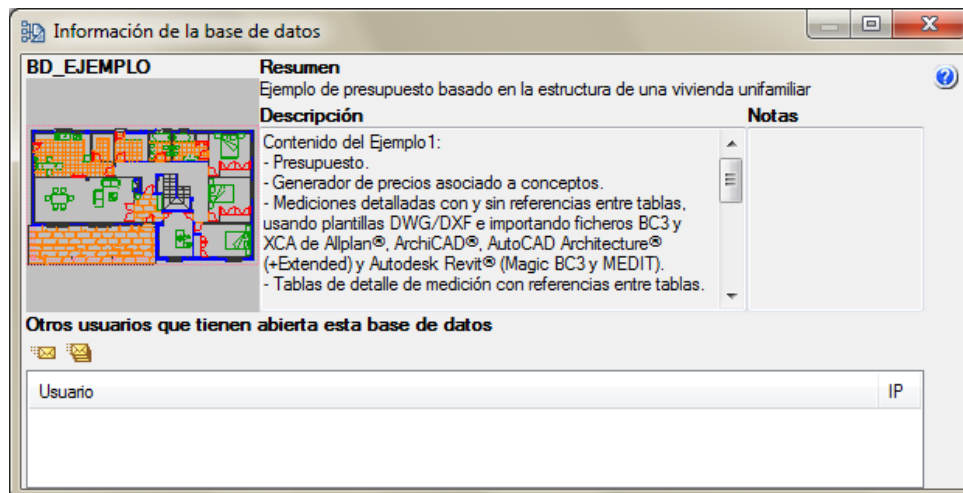 Información de la base de datos
BD_EJEMPLO
Resumen
Ejemplo de presupuesto basado en la estructura de una vivienda unifamiliar
Descripción
Notas
Contenido del Ejemplo1:
- Presupuesto.
- Generador de precios asociado a conceptos.
- Mediciones detalladas con y sin referencias entre tablas,
usando plantillas DWG/DXF e importando ficheros BC3 y
XCA de Allplan®, ArchiCAD®, AutoCAD Architecture®
(+Extended) y Autodesk Revit® (Magic BC3 y MEDIT).
- Tablas de detalle de medición con referencias entre tablas.
Otros usuarios que tienen abierta esta base de datos
Usuario
IP